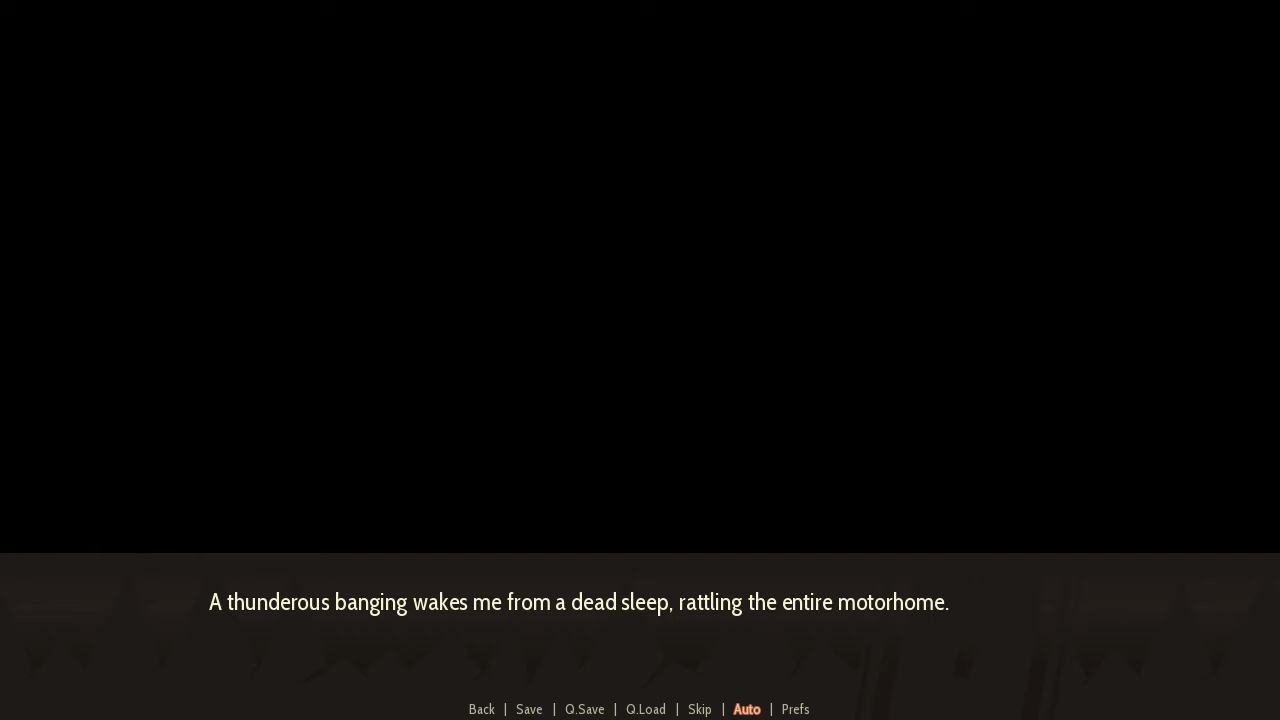 A thunderous banging wakes me from a dead sleep, rattling the entire motorhome.
Back | Save | Q.Save | Q.Load | Skip | Auto | Prefs